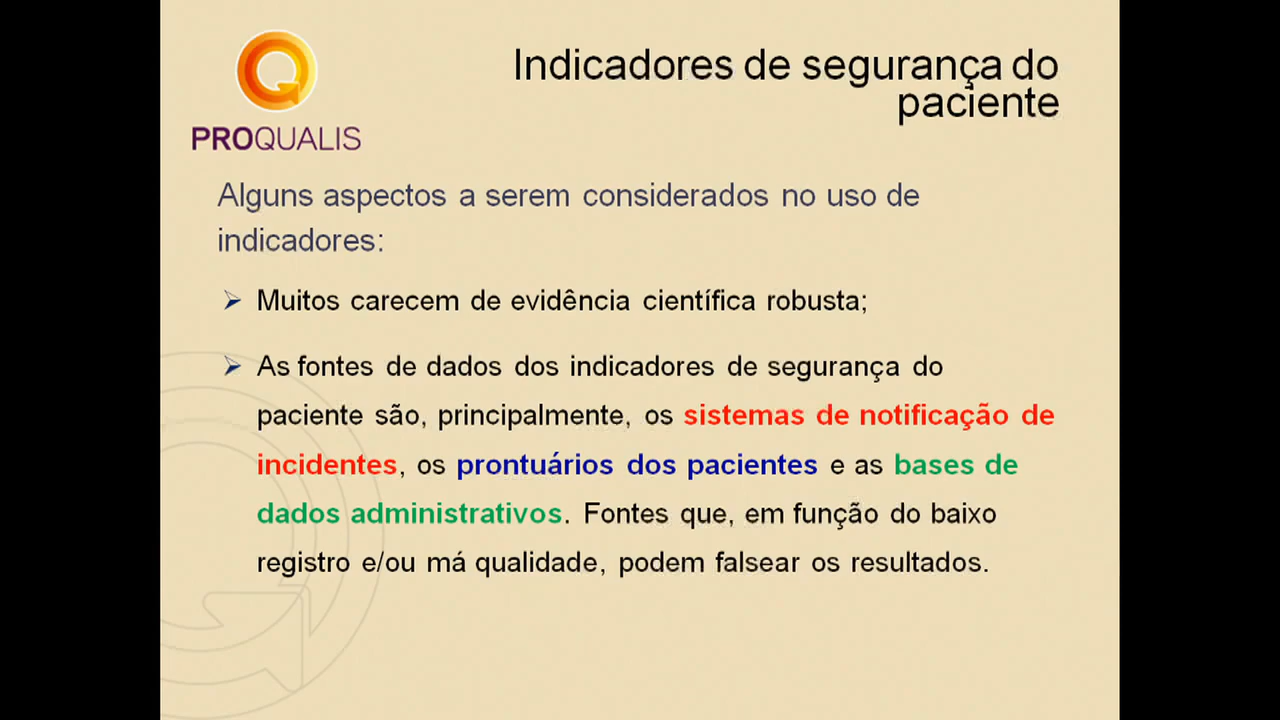 PROQUALIS
Indicadores de segurança do
paciente
Alguns aspectos a serem considerados no uso de
indicadores:
Muitos carecem de evidência científica robusta;
As fontes de dados dos indicadores de segurança do
paciente são, principalmente, os sistemas de notificação de
incidentes, os prontuários dos pacientes e as bases de
dados administrativos. Fontes que, em função do baixo
registro e/ou má qualidade, podem falsear os resultados.